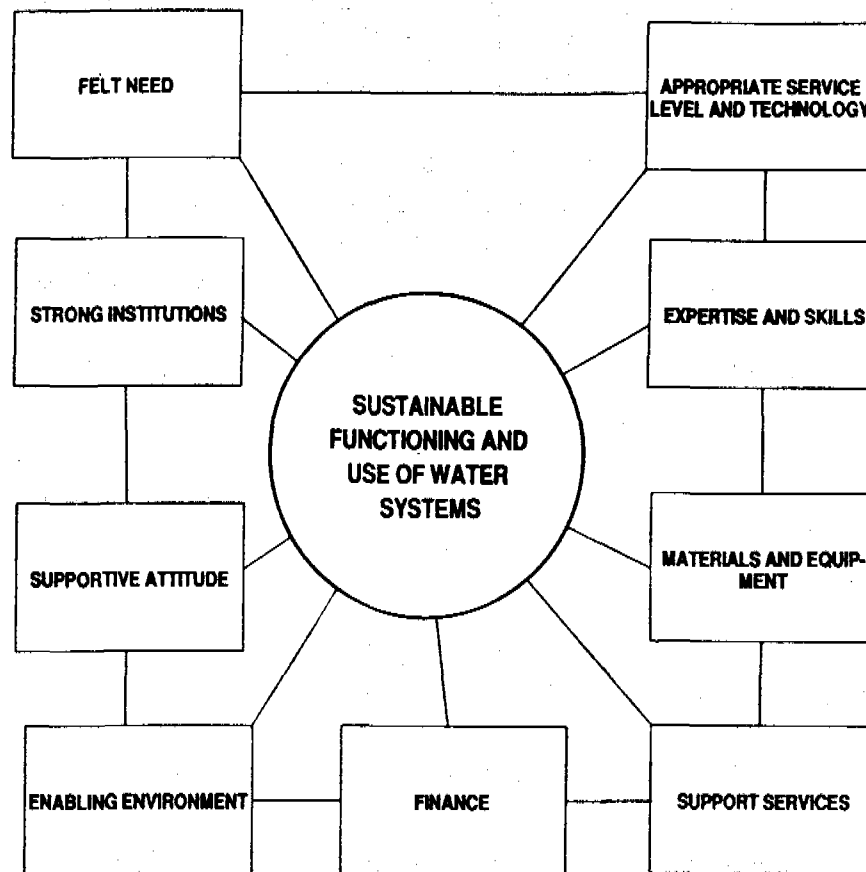 FELT NEED
APPROPRIATE SERVICE
LEVEL AND TECHNOLOGY
STRONG INSTITUTIONS
EXPERTISE AND SKILLS
SUSTAINABLE
FUNCTIONING AND
USE OF WATER
SYSTEMS
SUPPORTIVE ATTITUDE
MATERIALS AND EQUIP-
MENT
ENABLING ENVIRONMENT
FINANCE
SUPPORT SERVICES